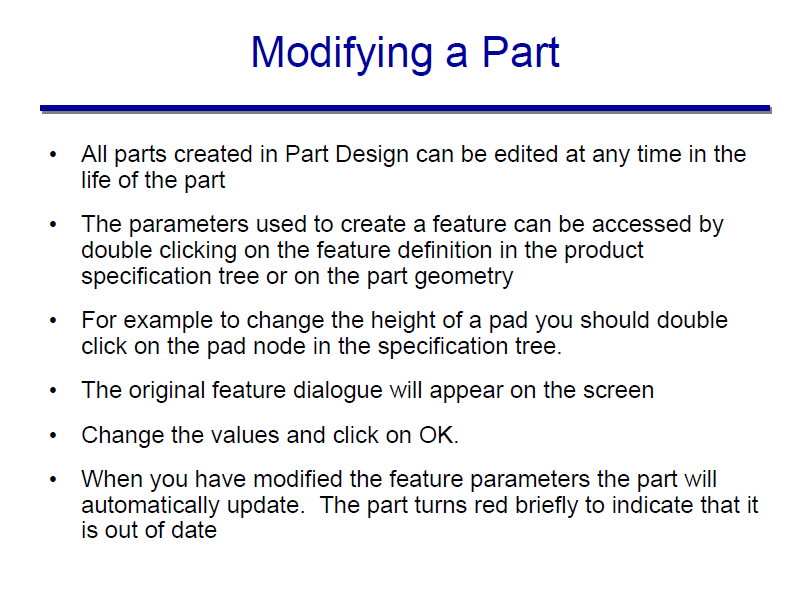 Modifying a Part
• All parts created in Part Design can be edited at any time in the
life of the part
• The parameters used to create a feature can be accessed by
double clicking on the feature definition in the product
specification tree or on the part geometry
• For example to change the height of a pad you should double
click on the pad node in the specification tree.
• The original feature dialogue will appear on the screen
• Change the values and click on OK.
• When you have modified the feature parameters the part will
automatically update.  The part turns red briefly to indicate that it
is out of date